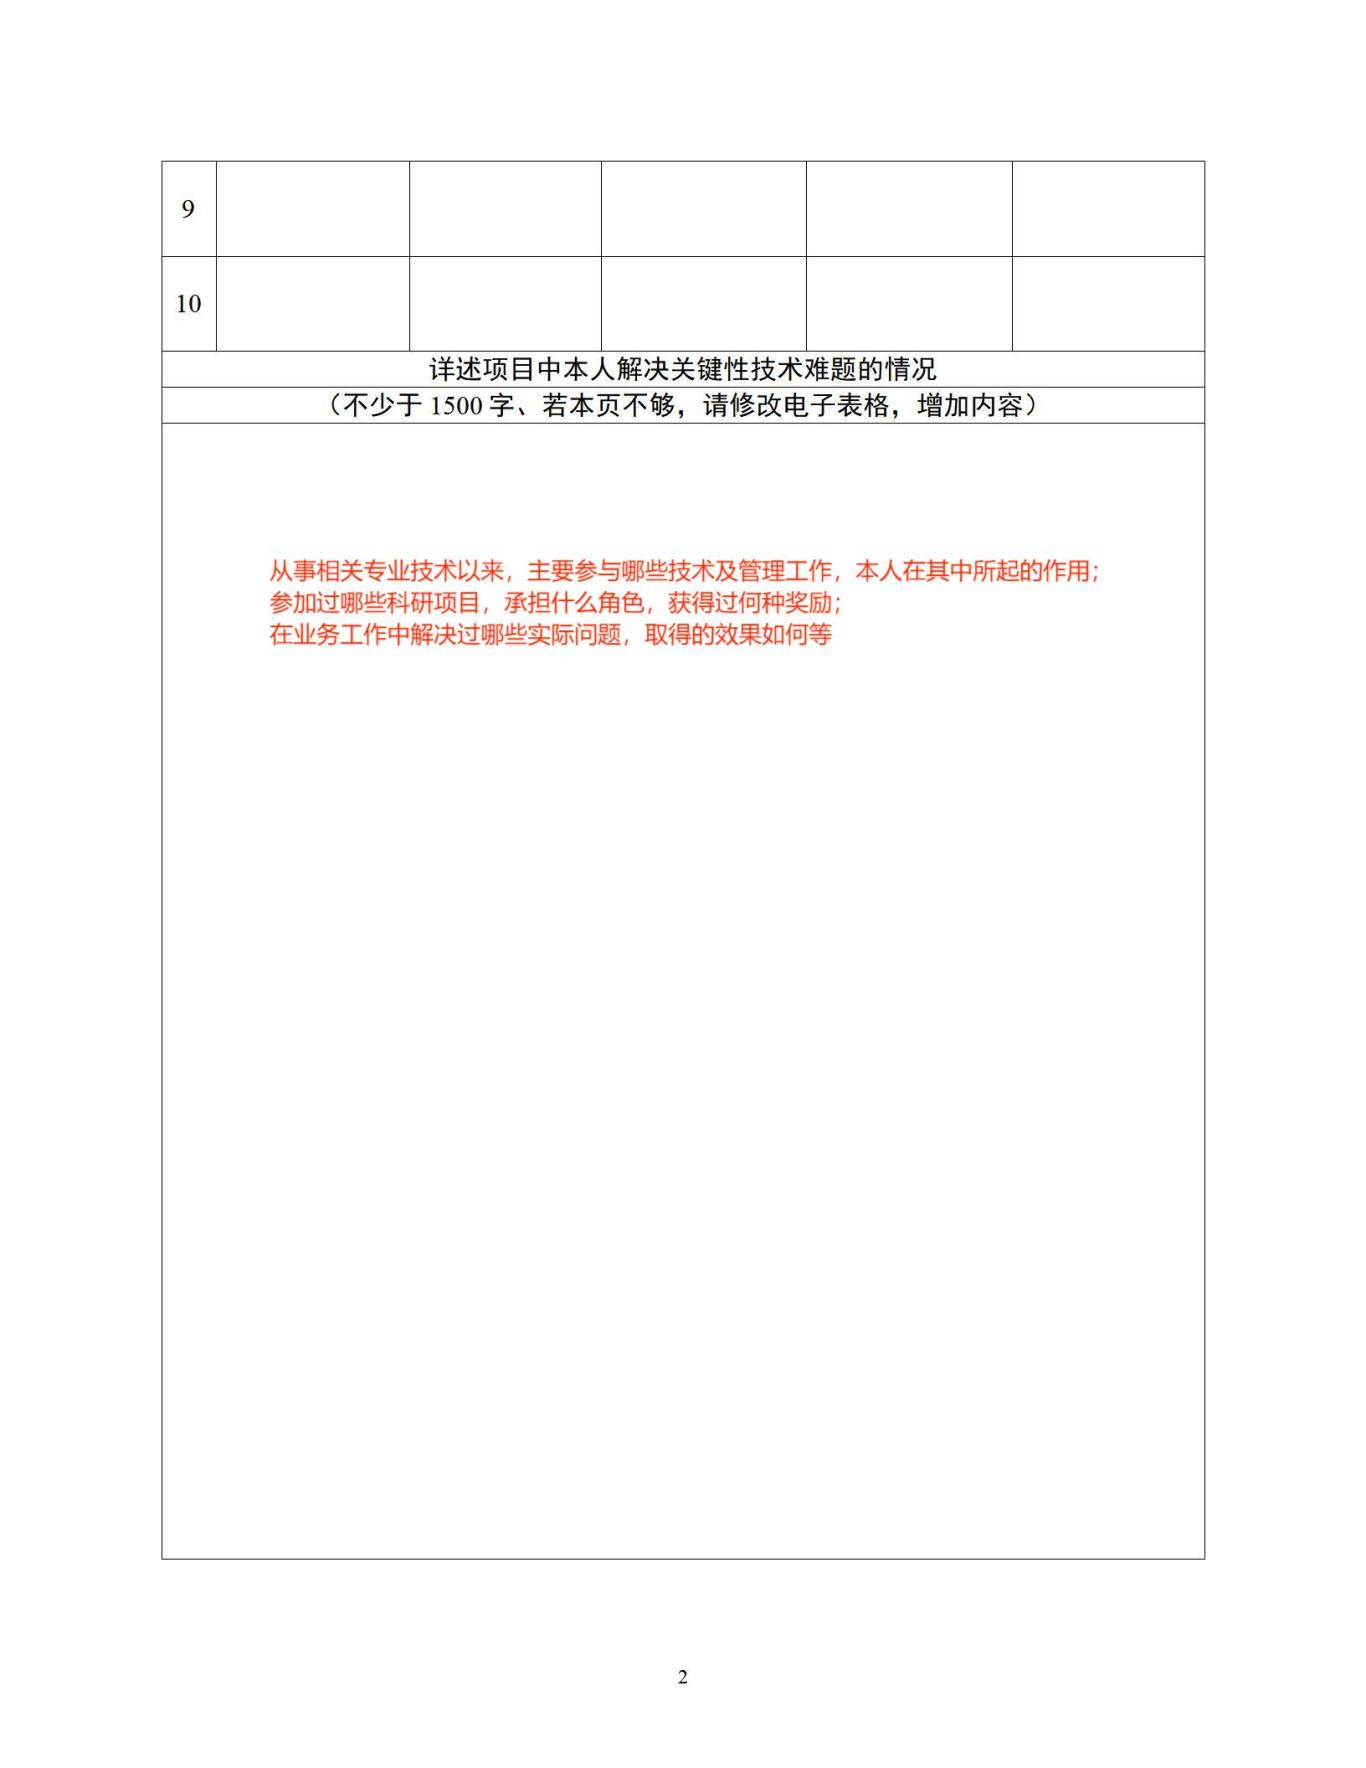 9
10
详述项目中本人解决关键性技术难题的情况
（不少于 1500 字、若本页不够，请修改电子表格，增加内容）
从事相关专业技术以来，主要参与哪些技术及管理工作，本人在其中所起的作用；
参加过哪些科研项目，承担什么角色，获得过何种奖励；
在业务工作中解决过哪些实际问题，取得的效果如何等
2